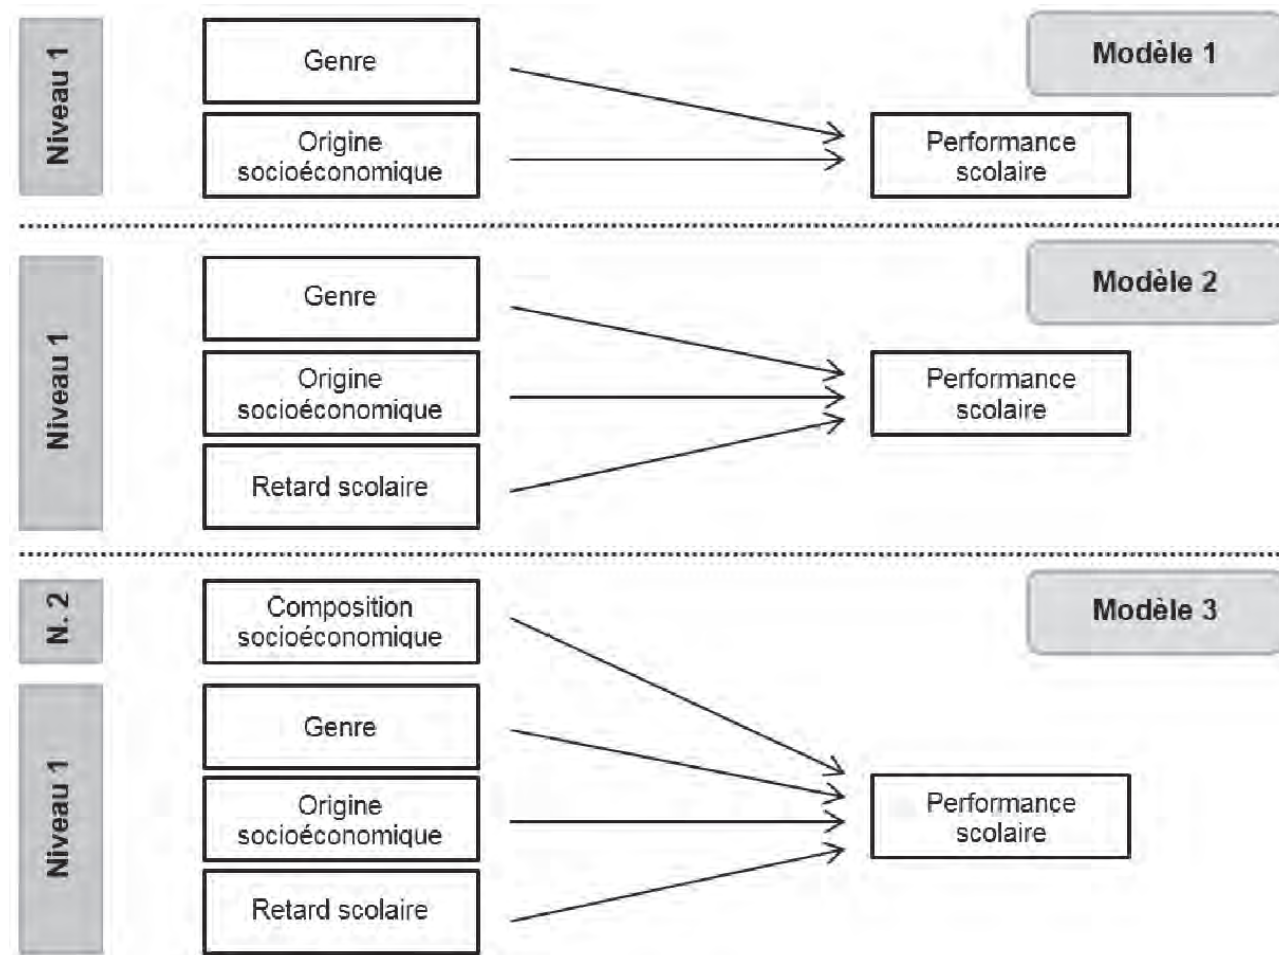 Niveau 1
Genre
Origine
socioéconomique
Performance
scolaire
Modèle 1
Niveau 1
Genre
Origine
socioéconomique
Retard scolaire
Performance
scolaire
Modèle 2
N. 2
Composition
socioéconomique
Niveau 1
Genre
Origine
socioéconomique
Retard scolaire
Performance
scolaire
Modèle 3